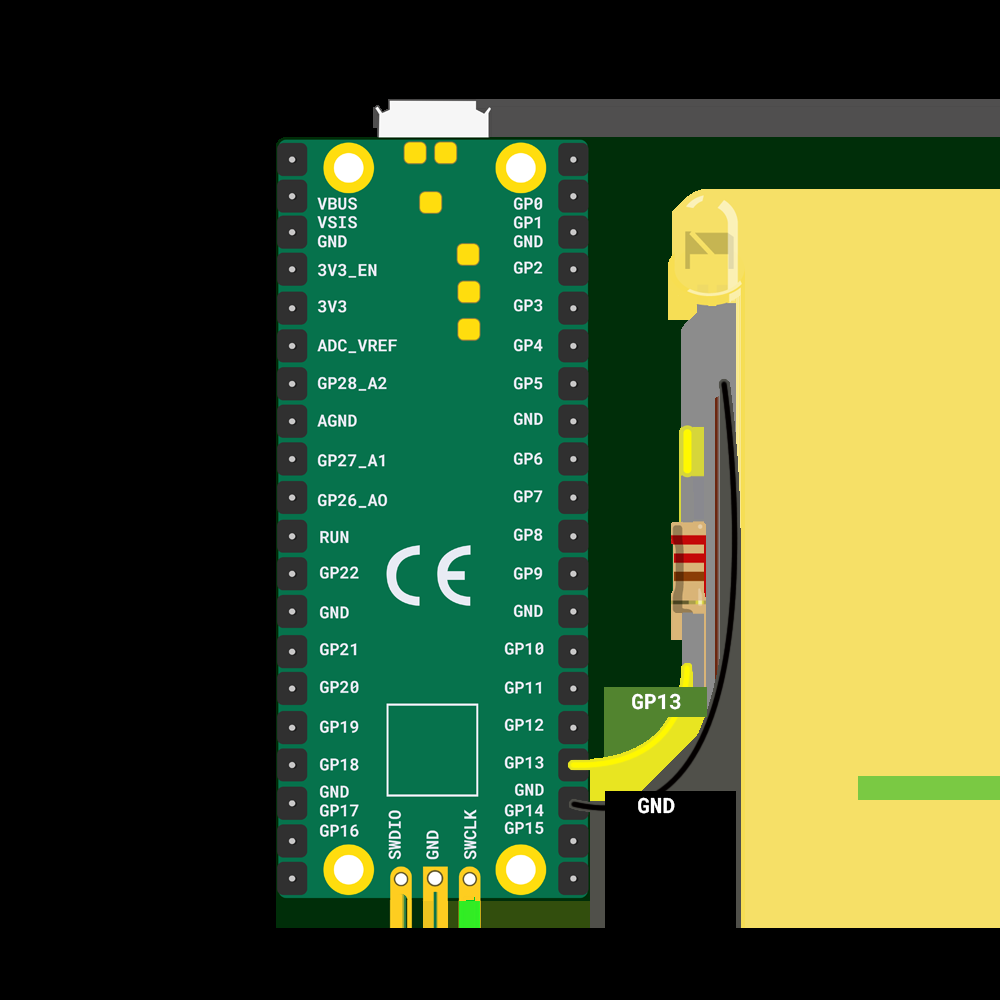 VBUS
VSIS
GND
3V3_EN
3V3
ADC_VREF
GP28_A2
AGND
GP27_A1
GP26_AO
RUN
GP22
GND
GP21
GP20
GP19
GP18
GND
GP17
GP16
GP0
GP1
GND
GP2
GP3
GP4
GP5
GND
GP6
GP7
GP8
GP9
GND
GP10
GP11
GP12
GP13
GND
GP14
GP15
CE
SWDIO
GND
SWCLK
GP13
GND